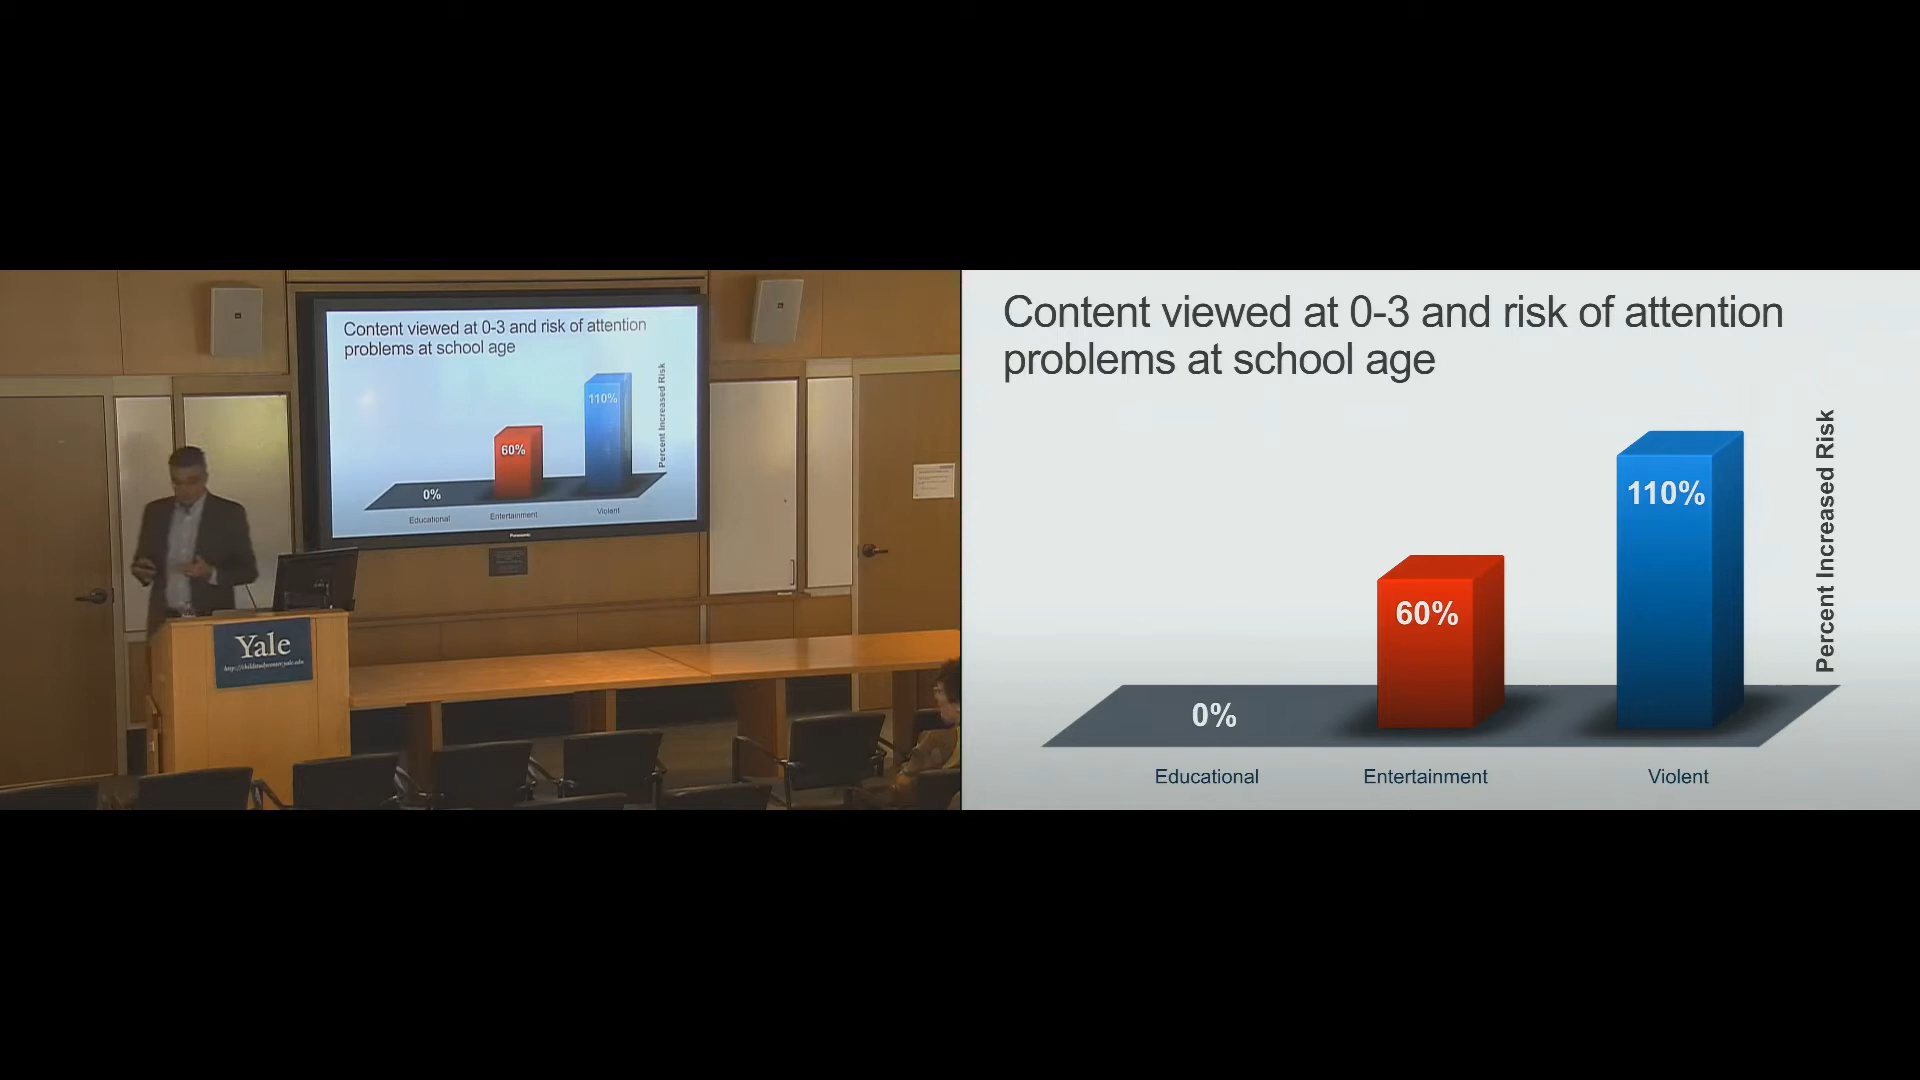 Content viewed at 0-3 and risk of attention
problems at school age
110%
60%
0%
Percent Increased Risk
Educational
Entertainment
Violent
Panasonic
Yale
Content viewed at 0-3 and risk of attention
problems at school age
110%
60%
0%
Percent Increased Risk
Educational
Entertainment
Violent